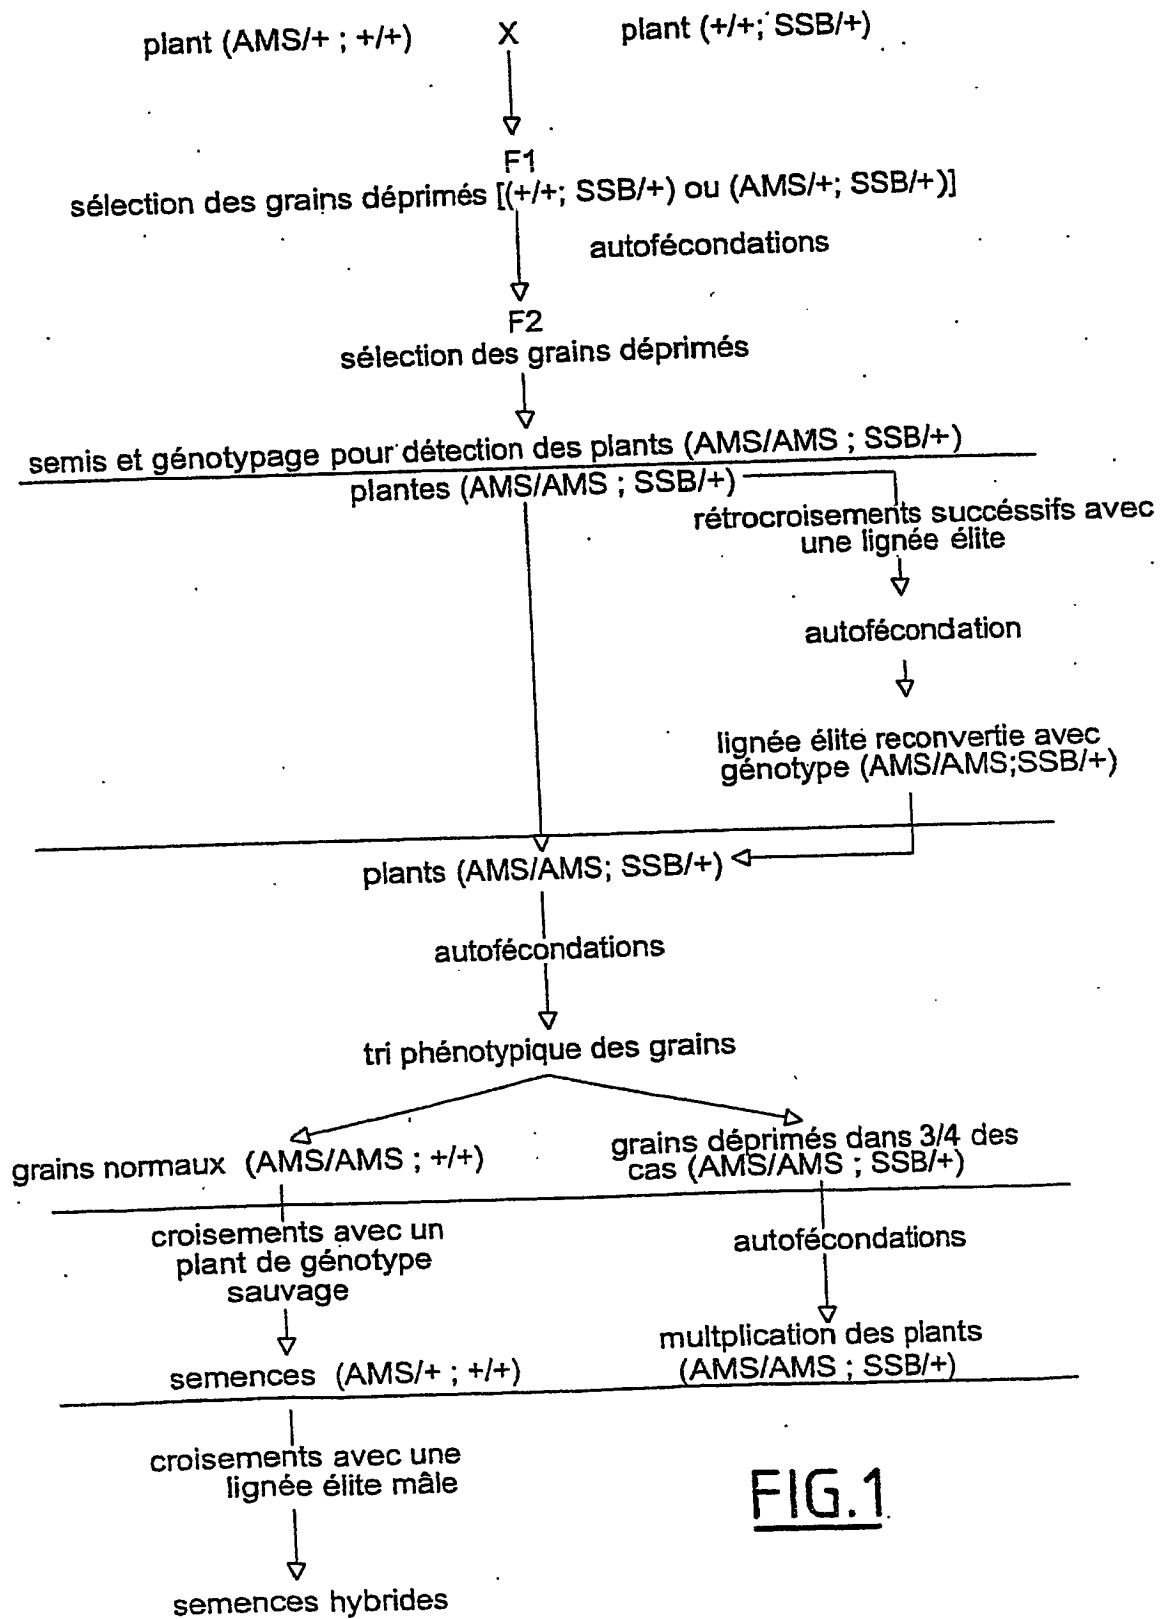 plant (AMS/+ ; +/+) X plant (+/+; SSB/+)
F1
sélection des grains déprimés [(+/+; SSB/+) ou (AMS/+; SSB/+)]
autofécondations
F2
sélection des grains déprimés
semis et génotypage pour détection des plants (AMS/AMS ; SSB/+)
plantes (AMS/AMS ; SSB/+)
rétrocroisements succéssifs avec
une lignée élite
autofécondation
lignée élite reconvertie avec
génotype (AMS/AMS;SSB/+)
plants (AMS/AMS; SSB/+)
autofécondations
tri phénotypique des grains
grains normaux (AMS/AMS ; +/+)
grains déprimés dans 3/4 des
cas (AMS/AMS ; SSB/+)
croisements avec un
plant de génotype
sauvage
autofécondations
semences (AMS/+ ; +/+)
multplication des plants
(AMS/AMS ; SSB/+)
croisements avec une
lignée élite mâle
semences hybrides
FIG.1